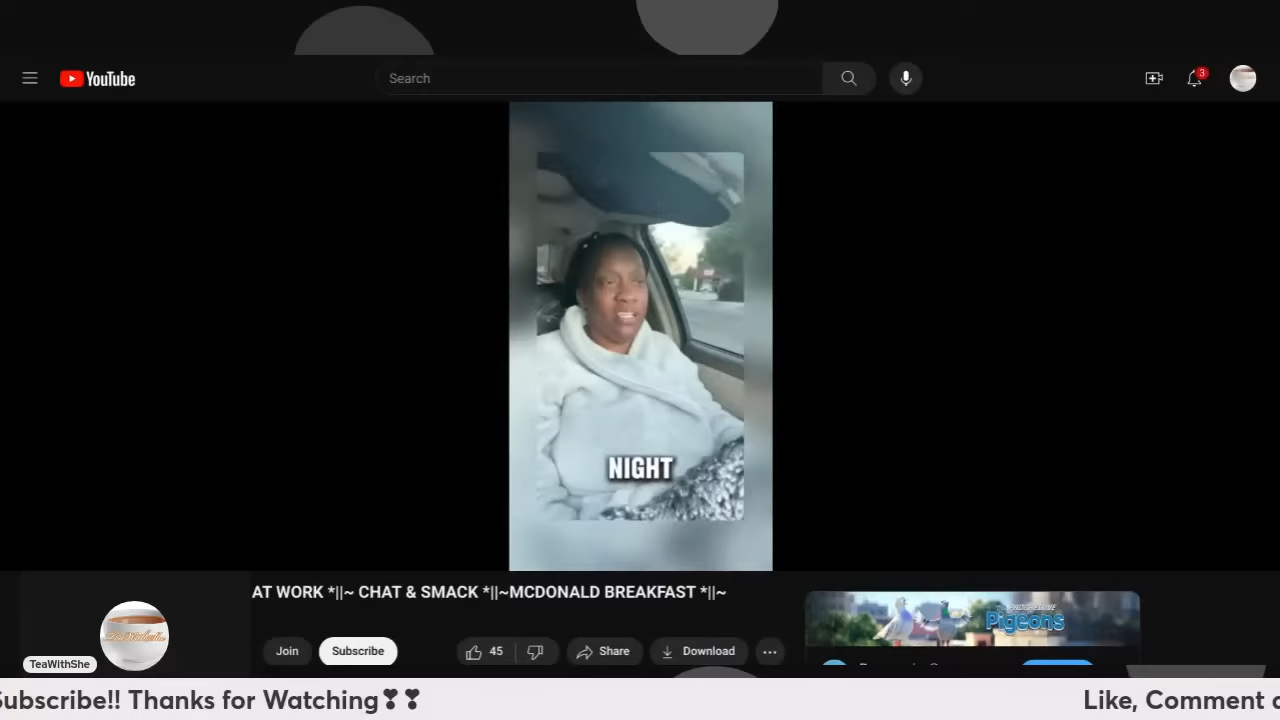 YouTube
Search
3
NIGHT
AT WORK *||~ CHAT & SMACK *||~MCDONALD BREAKFAST *||~
Pigeons
TeaWithShe
Join
Subscribe
45
Share
Download
Subscribe!! Thanks for Watching❣❣
Like, Comment a